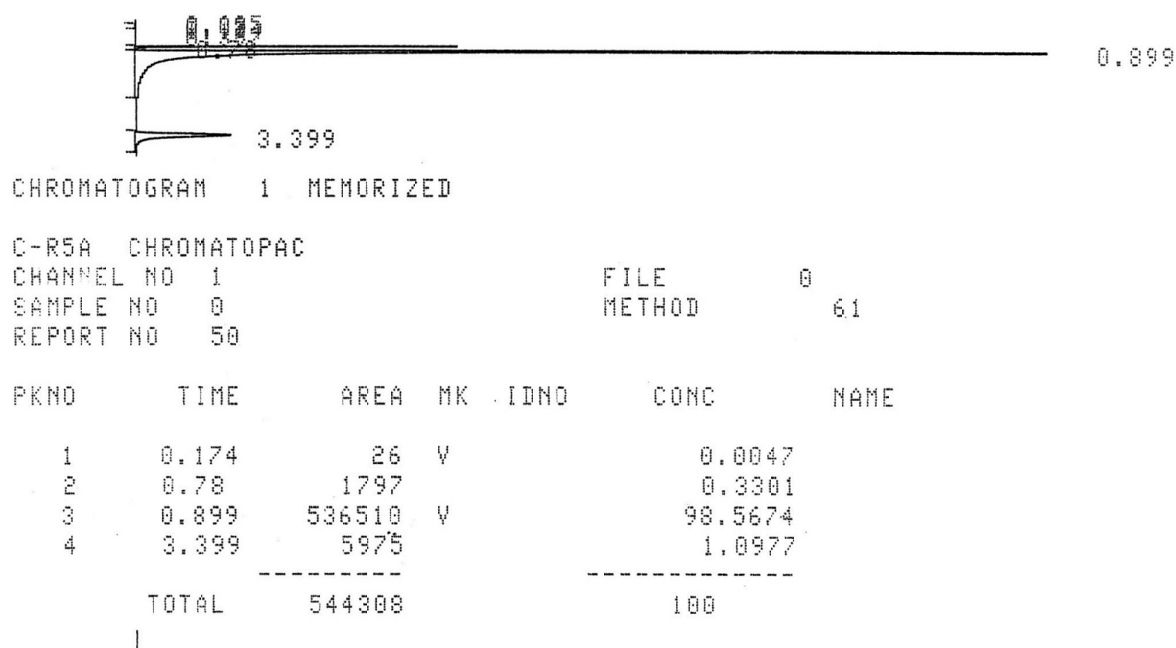 0.899
3.399
CHROMATOGRAM 1 MEMORIZED
C-R5A CHROMATOPAC
CHANNEL NO 1 FILE 0
SAMPLE NO 0 METHOD 61
REPORT NO 50
PKNO TIME AREA MK IDNO CONC NAME
1 0.174 26 V 0.0047
2 0.78 1797 0.3301
3 0.899 536510 V 98.5674
4 3.399 5975 1.0977
TOTAL 544308 100